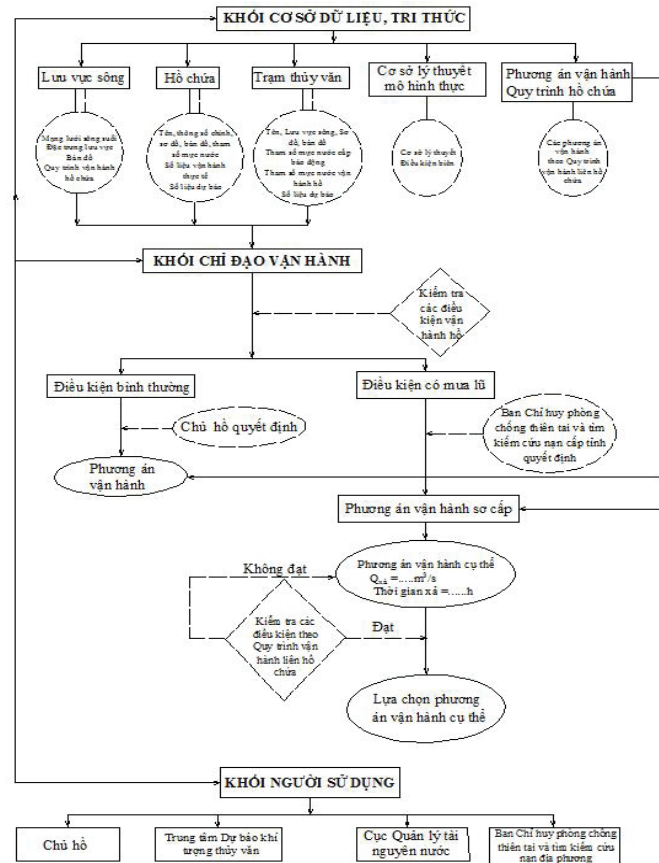 KHỐI CƠ SỞ DỮ LIỆU, TRI THỨC
Lưu vực sông
Hồ chứa
Trạm thủy văn
Cơ sở lý thuyết
mô hình thực
Phương án vận hành
Quy trình hồ chứa
Mạng lưới sông suối
Đặc trưng lưu vực
Bản đồ
Quy trình vận hành
hồ chứa
Tên, thông số chính,
sơ đồ, bản đồ, tham
số mực nước
Số liệu vận hành
thực tế
Số liệu dự báo
Tên, Lưu vực sông, Sơ
đồ, bản đồ
Tham số mực nước cấp
báo động
Tham số mực nước vận
hành hồ
Số liệu dự báo
Cơ sở lý thuyết
Điều kiện biên
Các phương án
vận hành
theo Quy trình
vận hành liên hồ
chứa
KHỐI CHỈ ĐẠO VẬN HÀNH
Kiểm tra
các điều
kiện vận
hành hồ
Điều kiện bình thường
Điều kiện có mưa lũ
Chủ hồ quyết định
Ban Chỉ huy phòng
chống thiên tai và tìm
kiếm cứu nạn cấp tỉnh
quyết định
Phương án
vận hành
Phương án vận hành sơ cấp
Phương án vận hành cụ thể
Qxả =.....m³/s
Thời gian xả =......h
Không đạt
Kiểm tra các
điều kiện theo
Quy trình vận
hành liên hồ
chứa
Đạt
Lựa chọn phương
án vận hành cụ thể
KHỐI NGƯỜI SỬ DỤNG
Chủ hồ
Trung tâm Dự báo khí
tượng thủy văn
Cục Quản lý tài
nguyên nước
Ban Chỉ huy phòng chống
thiên tai và tìm kiếm cứu
nạn địa phương